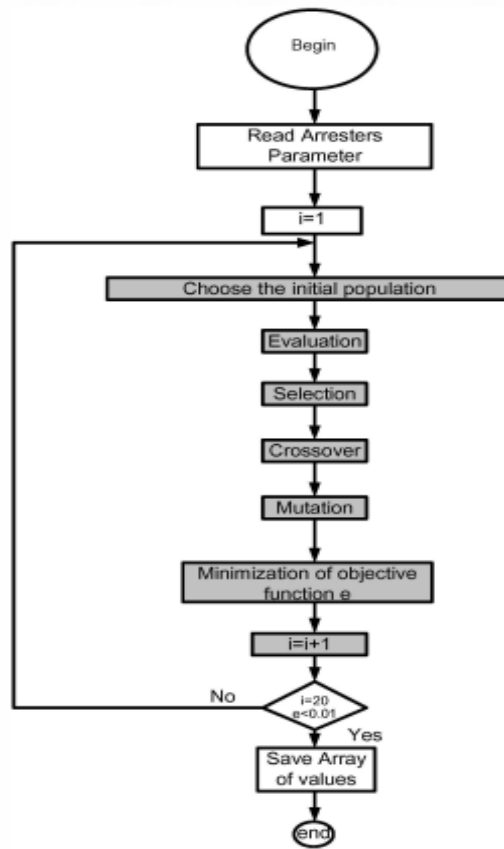 Begin
Read Arresters
Parameter
i=1
Choose the initial population
Evaluation
Selection
Crossover
Mutation
Minimization of objective
function e
i=i+1
i=20
e<0.01
No
Yes
Save Array
of values
end